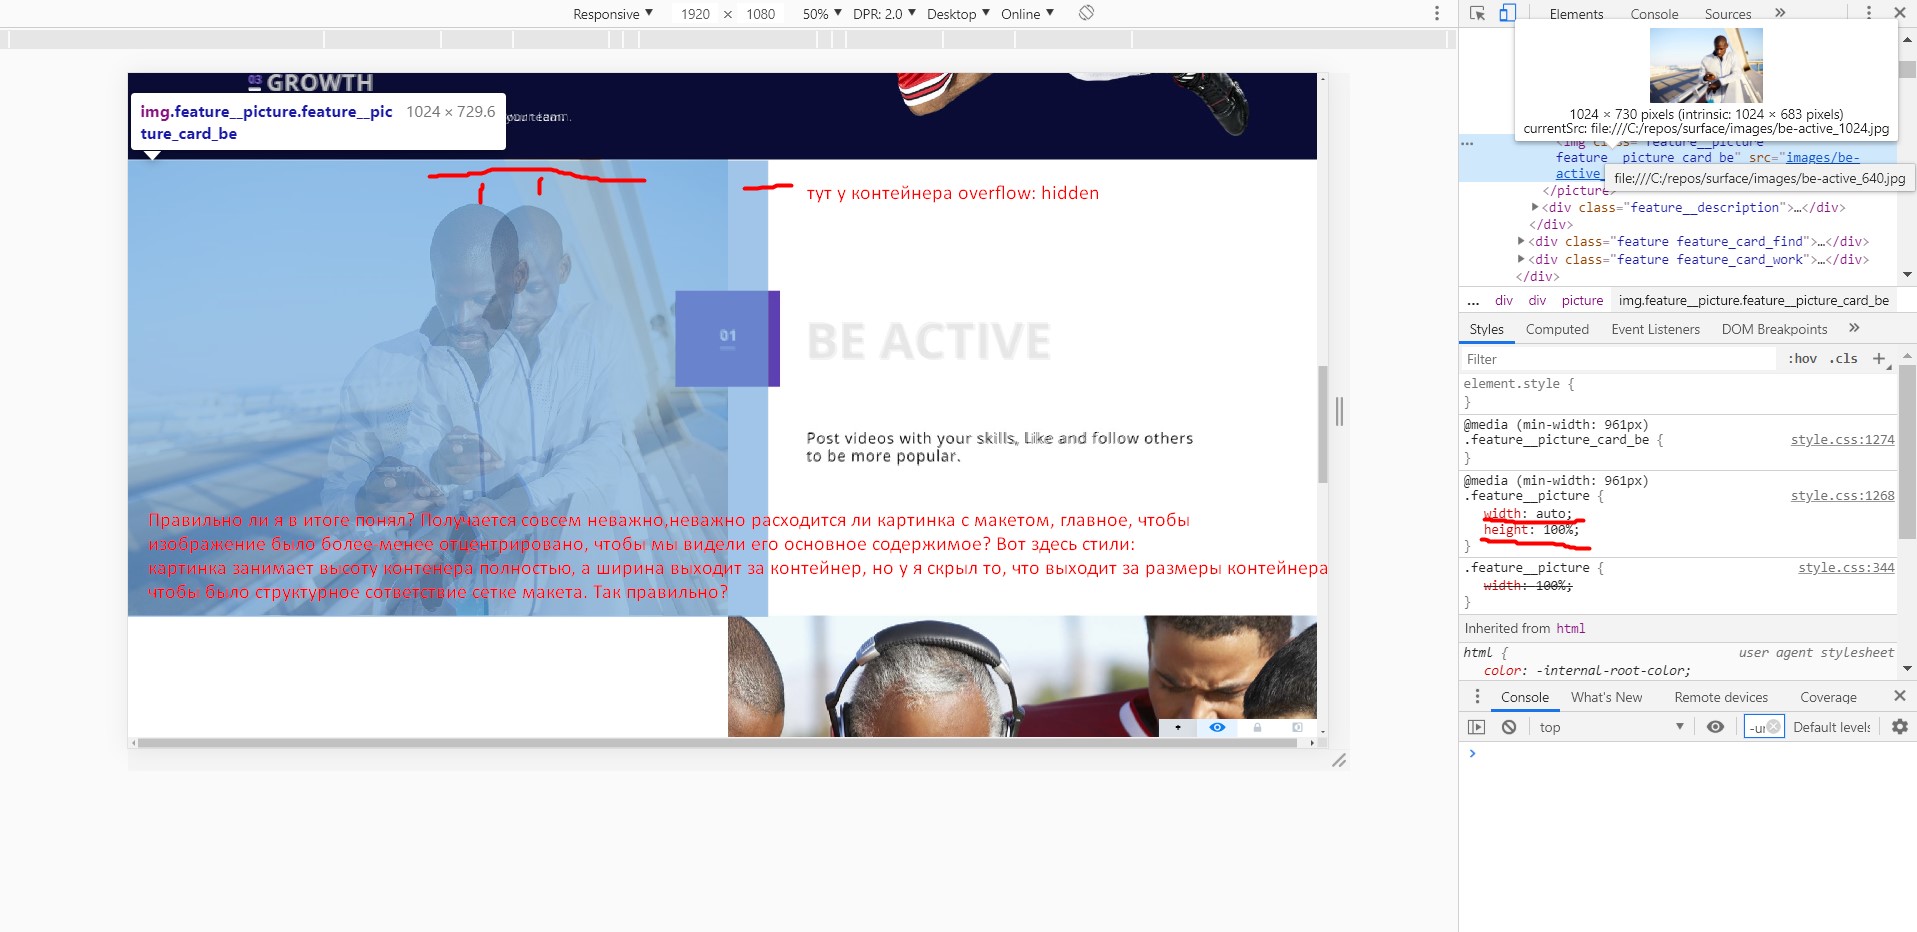 Responsive ▼ 1920 × 1080 50% ▼ DPR: 2.0 ▼ Desktop ▼ Online ▼
Elements Console Sources »
03 GROWTH
your team.
img.feature__picture.feature__pic 1024 × 729.6
ture_card_be
тут у контейнера overflow: hidden
01
BE ACTIVE
Post videos with your skills, Like and follow others
to be more popular.
Правильно ли я в итоге понял? Получается совсем неважно,неважно расходится ли картинка с макетом, главное, чтобы
изображение было более-менее отцентрировано, чтобы мы видели его основное содержимое? Вот здесь стили:
картинка занимает высоту контенера полностью, а ширина выходит за контейнер, но у я скрыл то, что выходит за размеры контейнера
чтобы было структурное сответствие сетке макета. Так правильно?
1024 × 730 pixels (intrinsic: 1024 × 683 pixels)
currentSrc: file:///C:/repos/surface/images/be-active_1024.jpg
<img class="feature__picture
feature__picture_card_be" src="images/be-
active_
file:///C:/repos/surface/images/be-active_640.jpg
</picture>
▶<div class="feature__description">…</div>
</div>
▶<div class="feature feature_card_find">…</div>
▶<div class="feature feature_card_work">…</div>
</div>
... div div picture img.feature__picture.feature__picture_card_be
Styles Computed Event Listeners DOM Breakpoints »
Filter :hov .cls +
element.style {
}
@media (min-width: 961px)
.feature__picture_card_be { style.css:1274
}
@media (min-width: 961px)
.feature__picture { style.css:1268
width: auto;
height: 100%;
}
.feature__picture { style.css:344
width: 100%;
}
Inherited from html
html { user agent stylesheet
color: -internal-root-color;
Console What's New Remote devices Coverage
top ▼ -ur Default levels